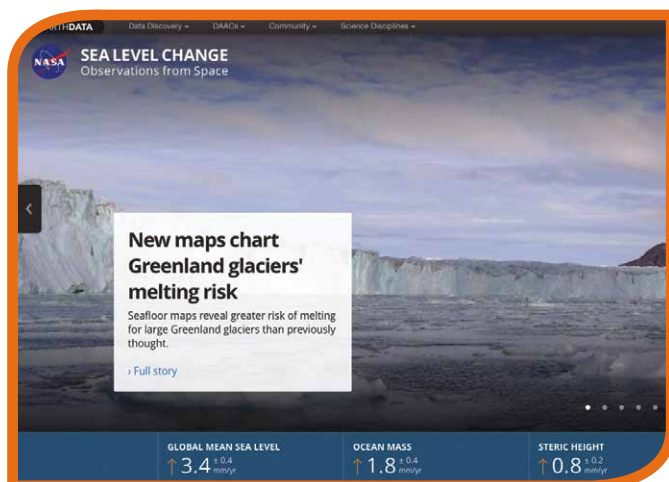 RTHDATA Data Discovery DAACs Community Science Disciplines
NASA
SEA LEVEL CHANGE
Observations from Space
New maps chart
Greenland glaciers'
melting risk
Seafloor maps reveal greater risk of melting
for large Greenland glaciers than previously
thought.
› Full story
GLOBAL MEAN SEA LEVEL OCEAN MASS STERIC HEIGHT
↑ 3.4 ± 0.4 mm/yr ↑ 1.8 ± 0.4 mm/yr ↑ 0.8 ± 0.2 mm/yr